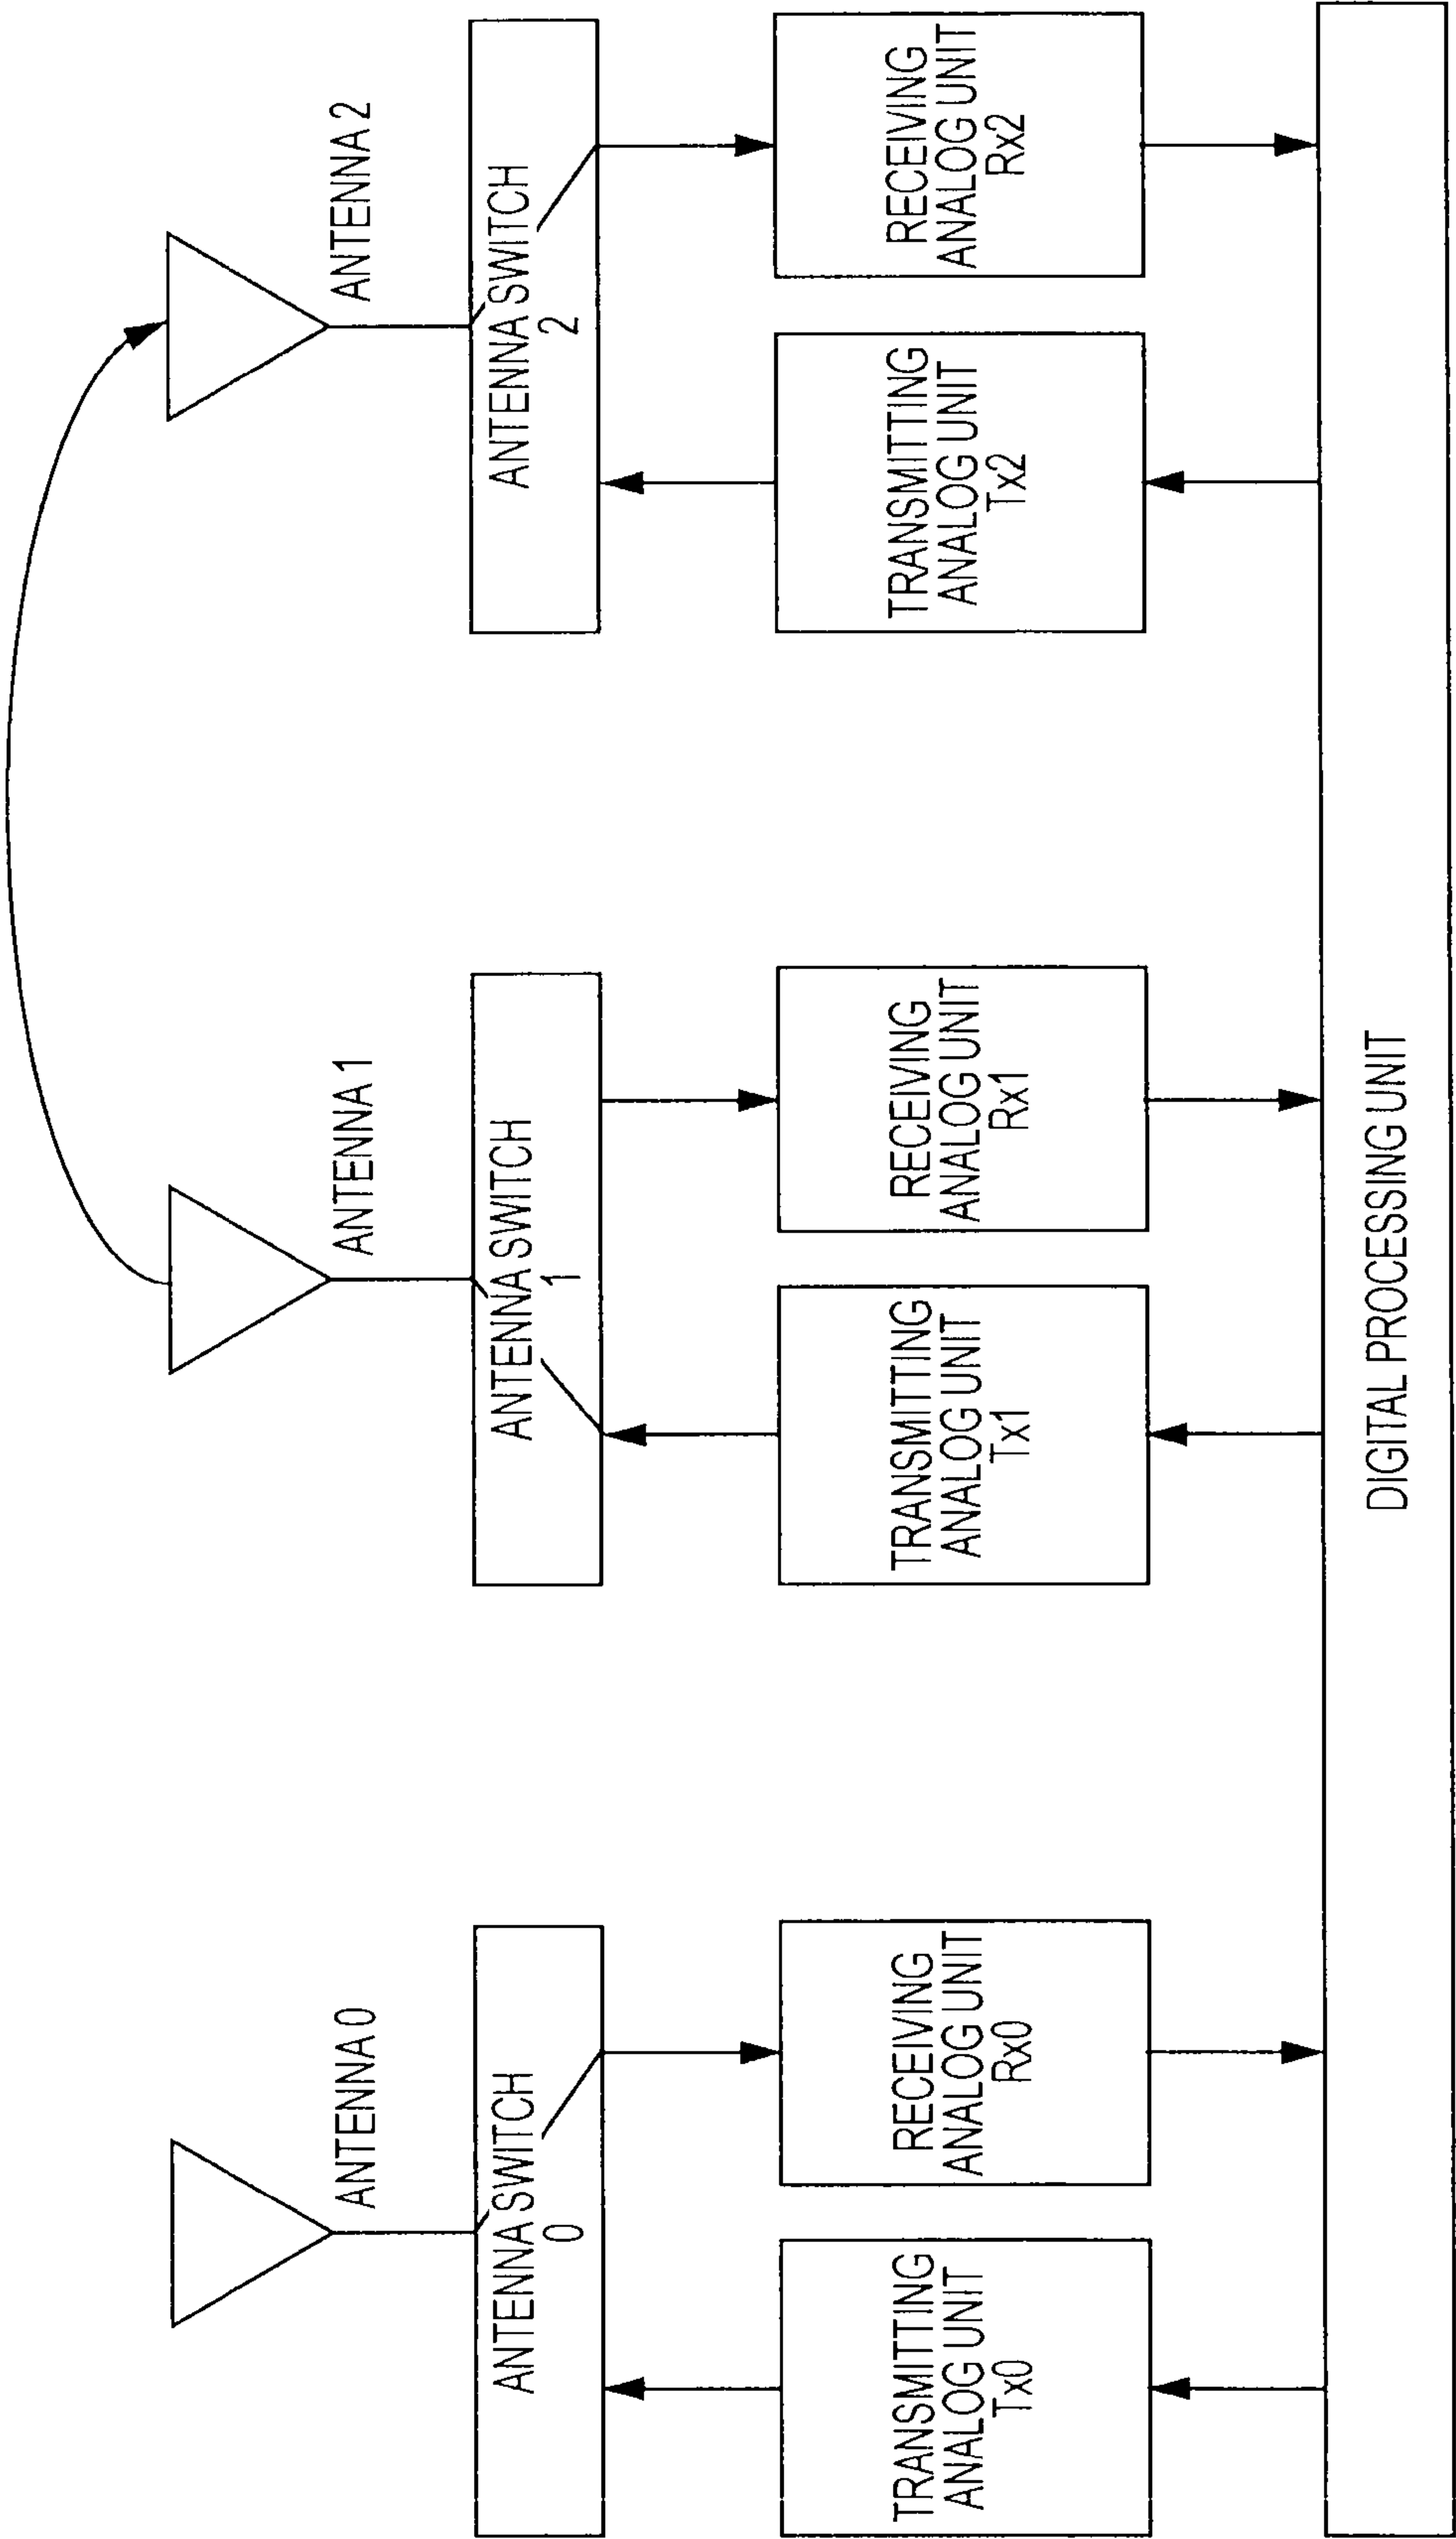 ANTENNA 0
ANTENNA 1
ANTENNA 2
ANTENNA SWITCH
0
ANTENNA SWITCH
1
ANTENNA SWITCH
2
TRANSMITTING
ANALOG UNIT
Tx0
RECEIVING
ANALOG UNIT
Rx0
TRANSMITTING
ANALOG UNIT
Tx1
RECEIVING
ANALOG UNIT
Rx1
TRANSMITTING
ANALOG UNIT
Tx2
RECEIVING
ANALOG UNIT
Rx2
DIGITAL PROCESSING UNIT